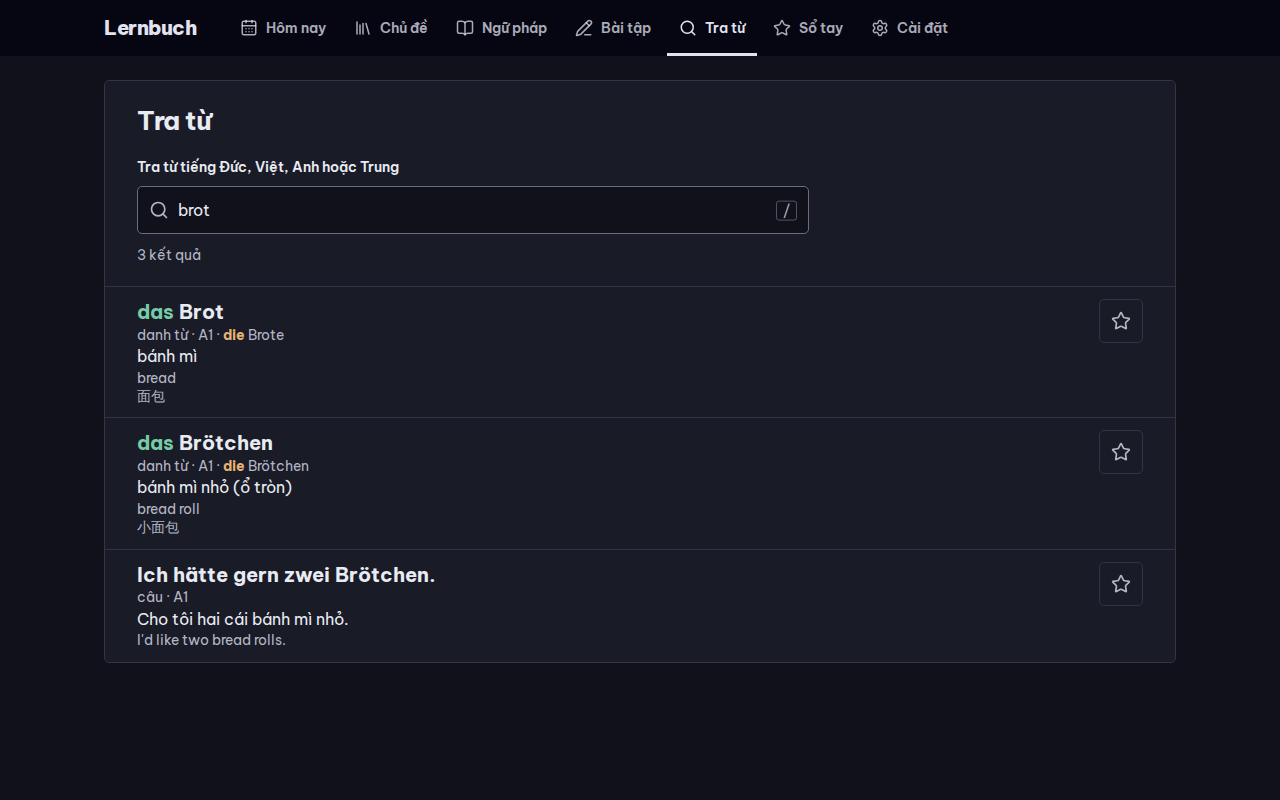 Lernbuch
Hôm nay
Chủ đề
Ngữ pháp
Bài tập
Tra từ
Sổ tay
Cài đặt
Tra từ
Tra từ tiếng Đức, Việt, Anh hoặc Trung
brot /
3 kết quả
das Brot
danh từ · A1 · die Brote
bánh mì
bread
面包
das Brötchen
danh từ · A1 · die Brötchen
bánh mì nhỏ (ổ tròn)
bread roll
小面包
Ich hätte gern zwei Brötchen.
câu · A1
Cho tôi hai cái bánh mì nhỏ.
I'd like two bread rolls.